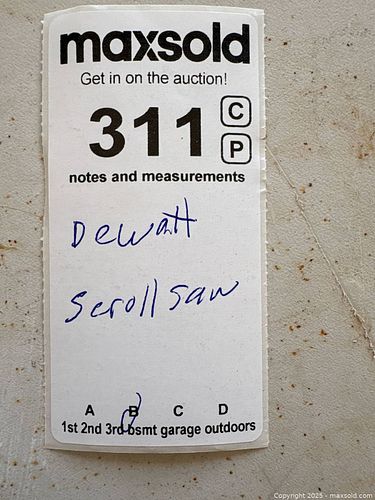 maxsold
Get in on the auction!
311 C
P
notes and measurements
Dewatt
Scroll saw
A B C D
1st 2nd 3rd bsmt garage outdoors
Copyright 2025 - maxsold.com